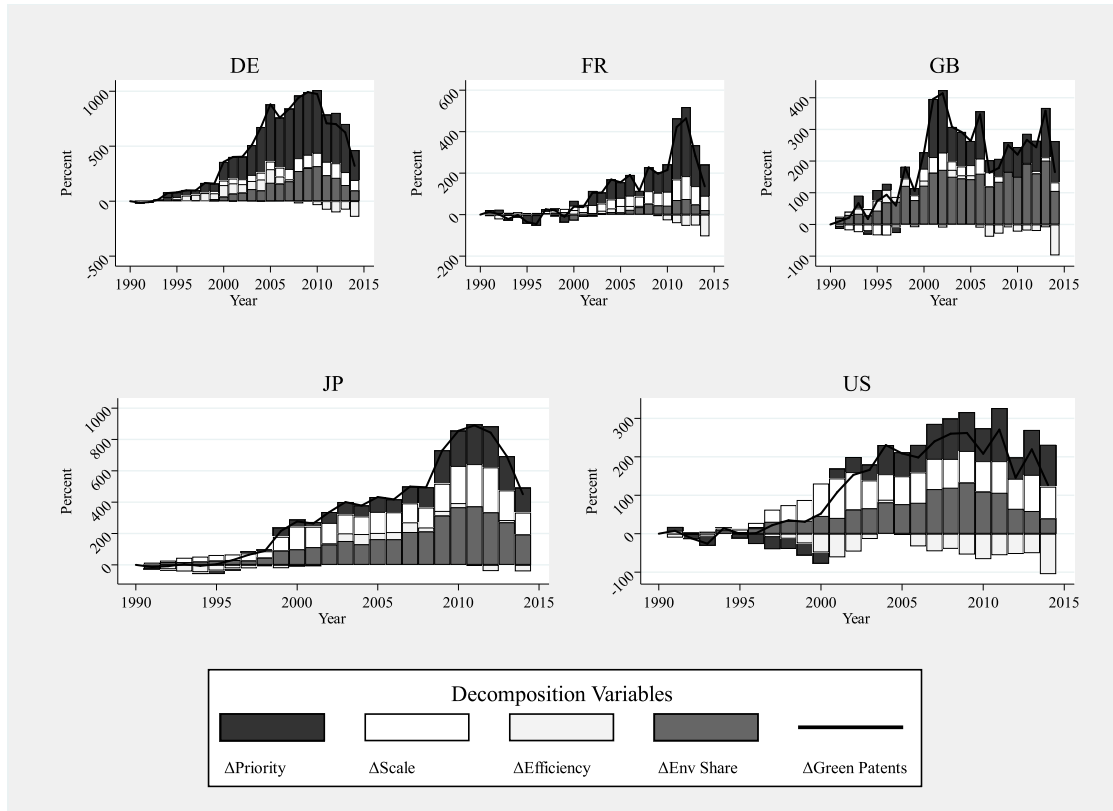 DE
FR
GB
Percent
-500 0 500 1000
1990 1995 2000 2005 2010 2015
Year
Percent
-200 0 200 400 600
1990 1995 2000 2005 2010 2015
Year
Percent
-100 0 100 200 300 400
1990 1995 2000 2005 2010 2015
Year
JP
US
Percent
0 200 400 600 800 1000
1990 1995 2000 2005 2010 2015
Year
Percent
-100 0 100 200 300
1990 1995 2000 2005 2010 2015
Year
Decomposition Variables
ΔPriority
ΔScale
ΔEfficiency
ΔEnv Share
ΔGreen Patents